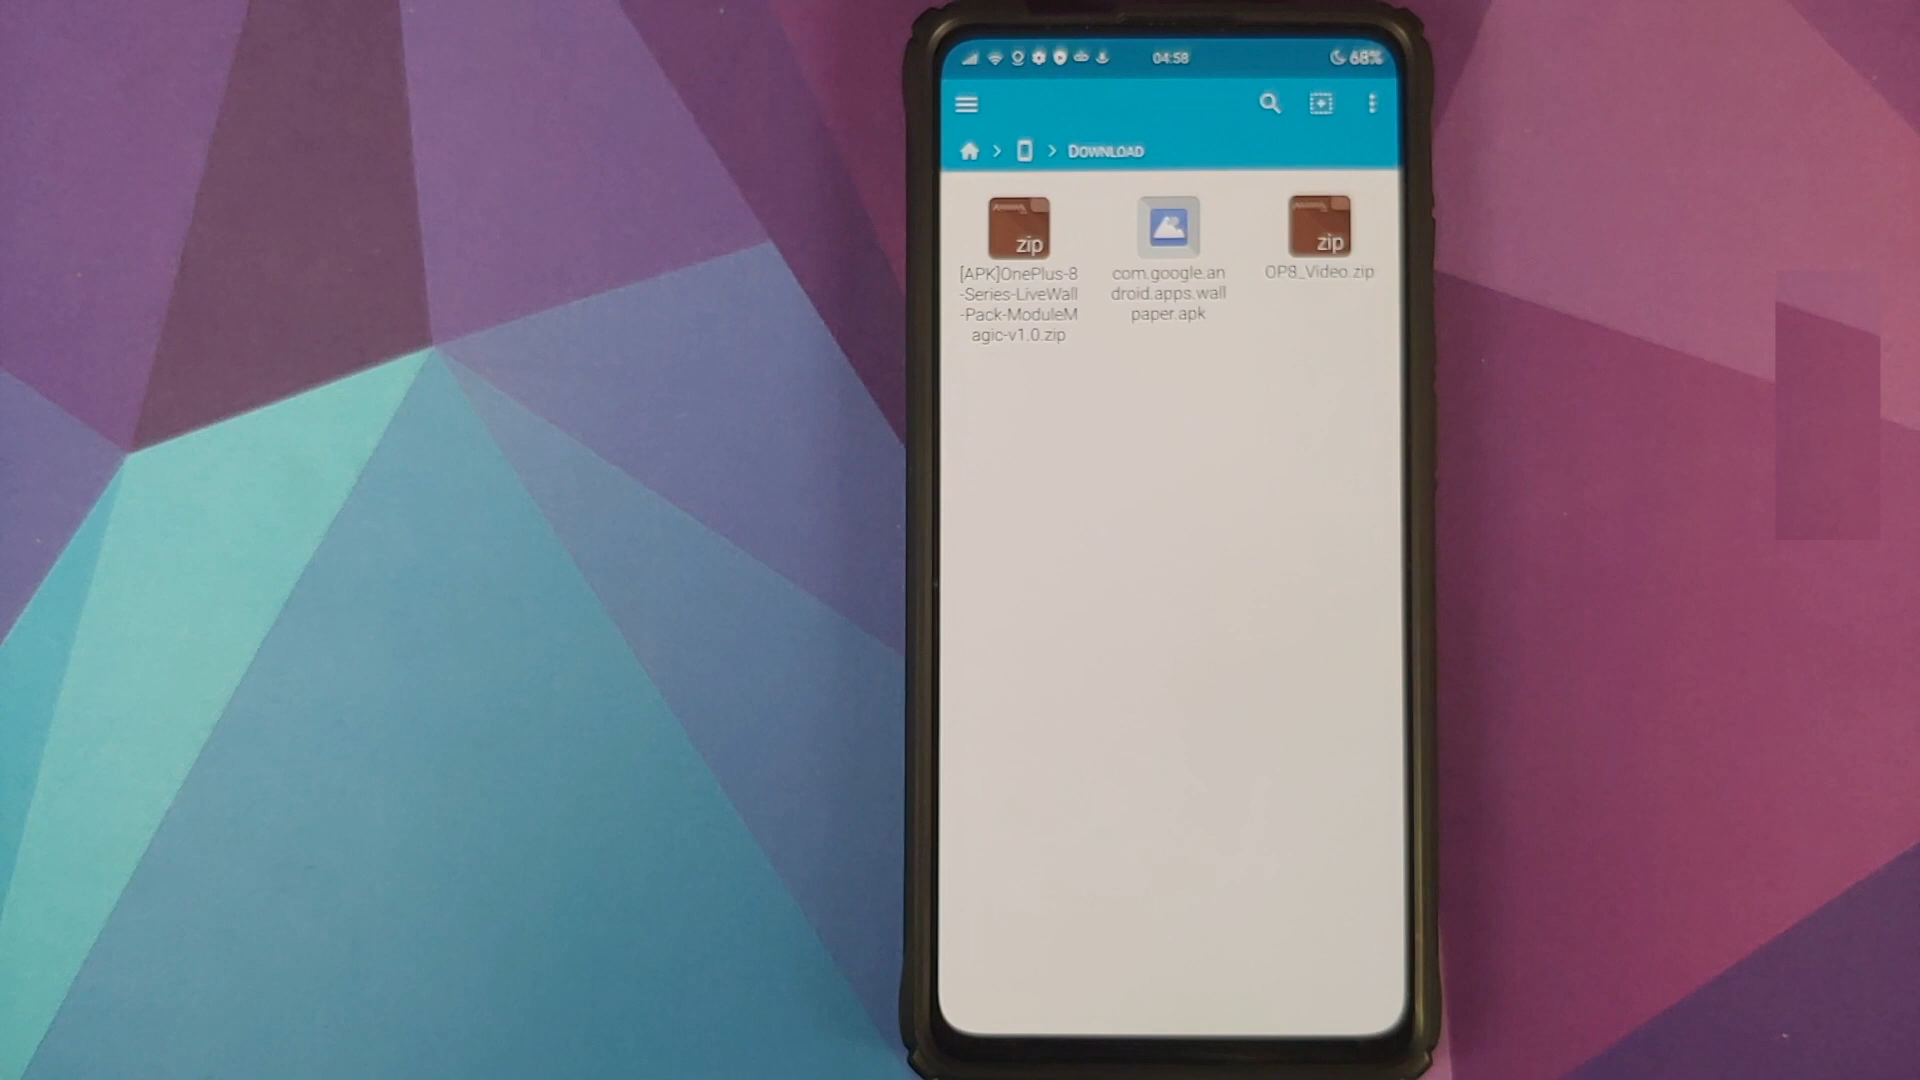 04:58
68%
DOWNLOAD
zip
zip
[APK]OnePlus-8
-Series-LiveWall
-Pack-ModuleM
agic-v1.0.zip
com.google.an
droid.apps.wall
paper.apk
OP8_Video.zip